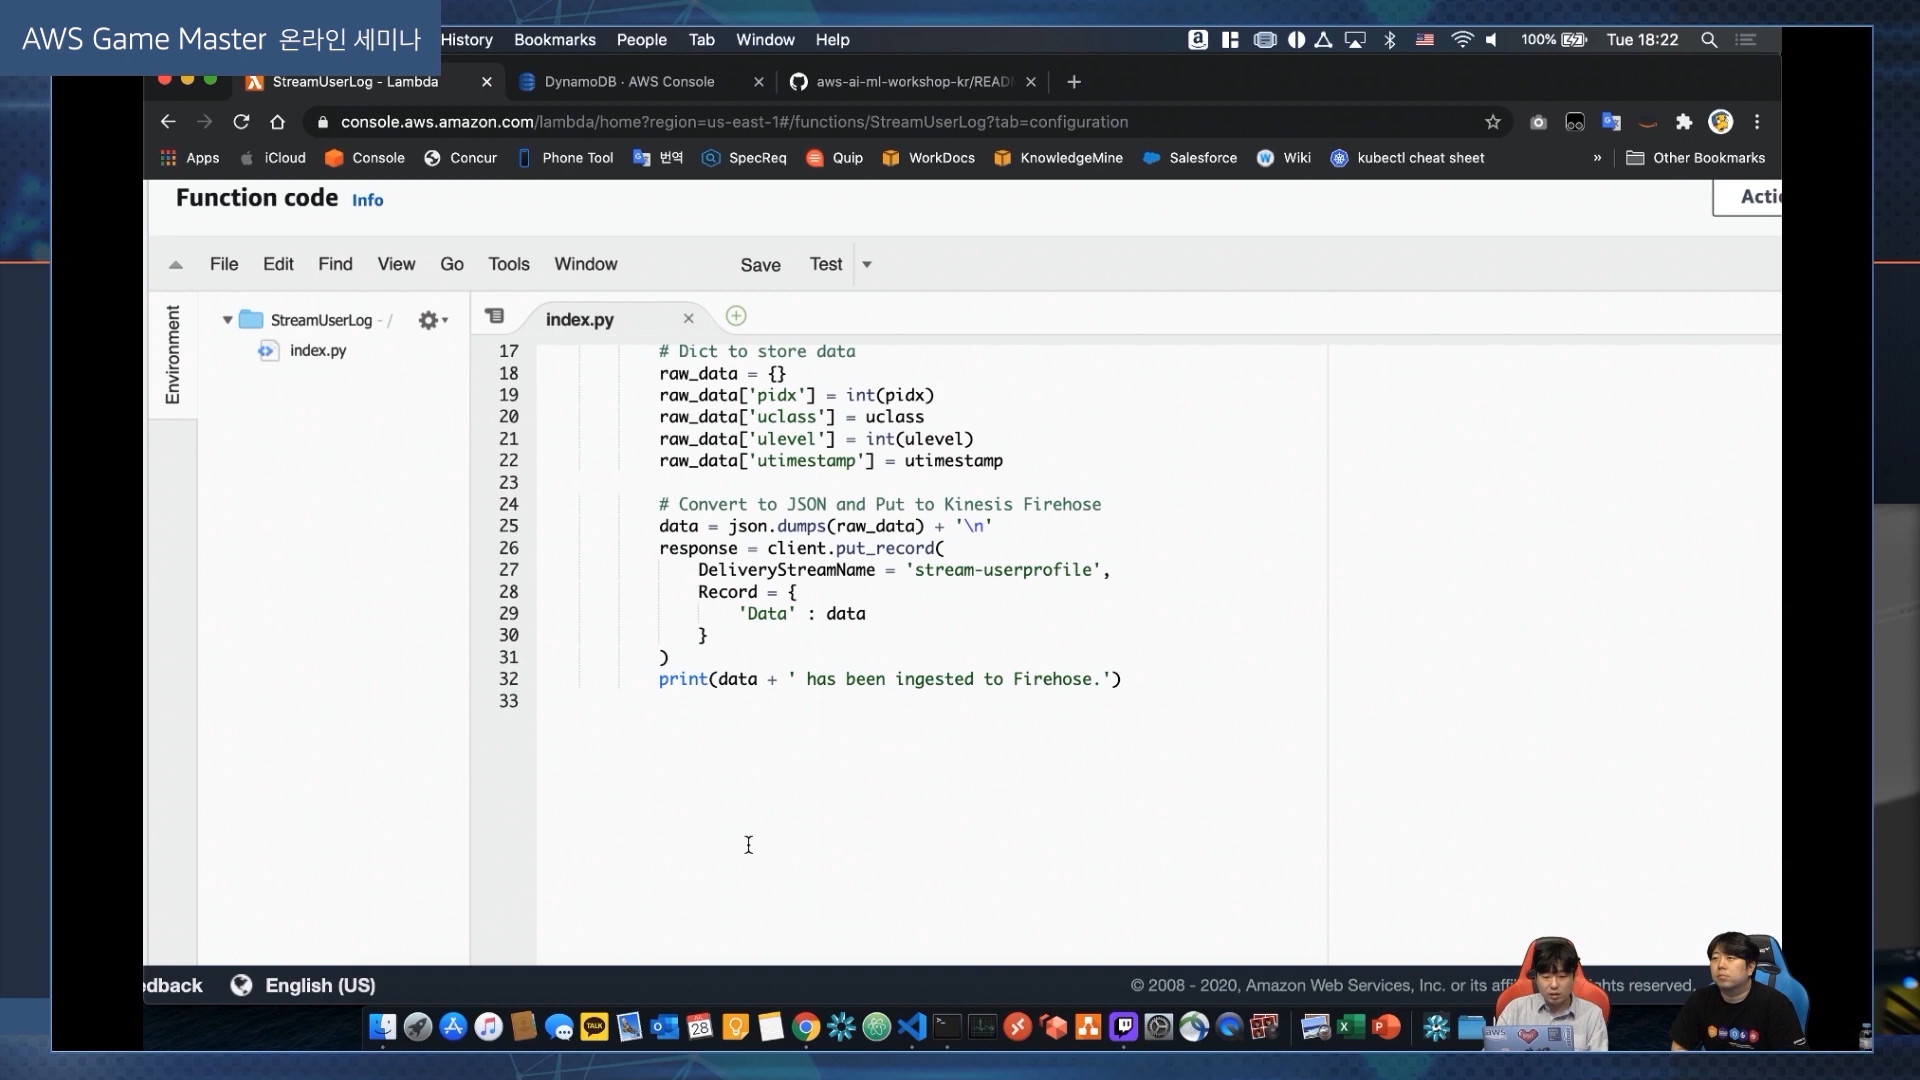 AWS Game Master 온라인 세미나
History Bookmarks People Tab Window Help
100% Tue 18:22
StreamUserLog - Lambda
DynamoDB · AWS Console
aws-ai-ml-workshop-kr/READ
console.aws.amazon.com/lambda/home?region=us-east-1#/functions/StreamUserLog?tab=configuration
Apps iCloud Console Concur Phone Tool 번역 SpecReq Quip WorkDocs KnowledgeMine Salesforce Wiki kubectl cheat sheet » Other Bookmarks
Function code Info
Acti
File Edit Find View Go Tools Window Save Test
Environment
StreamUserLog - /
index.py
index.py
17 # Dict to store data
18 raw_data = {}
19 raw_data['pidx'] = int(pidx)
20 raw_data['uclass'] = uclass
21 raw_data['ulevel'] = int(ulevel)
22 raw_data['utimestamp'] = utimestamp
23
24 # Convert to JSON and Put to Kinesis Firehose
25 data = json.dumps(raw_data) + '\n'
26 response = client.put_record(
27 DeliveryStreamName = 'stream-userprofile',
28 Record = {
29 'Data' : data
30 }
31 )
32 print(data + ' has been ingested to Firehose.')
33
edback English (US)
© 2008 - 2020, Amazon Web Services, Inc. or its affi
ghts reserved.
TALK
28
aws